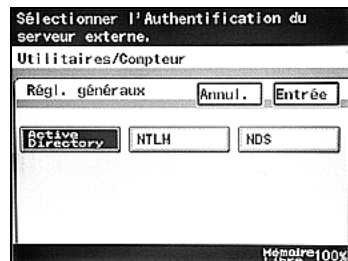 Sélectionner l'Authentification du
serveur externe.
Utilitaires/Compteur
Régl. généraux
Annul.
Entrée
Active
Directory
NTLM
NDS
Mémoire
Libre 100%